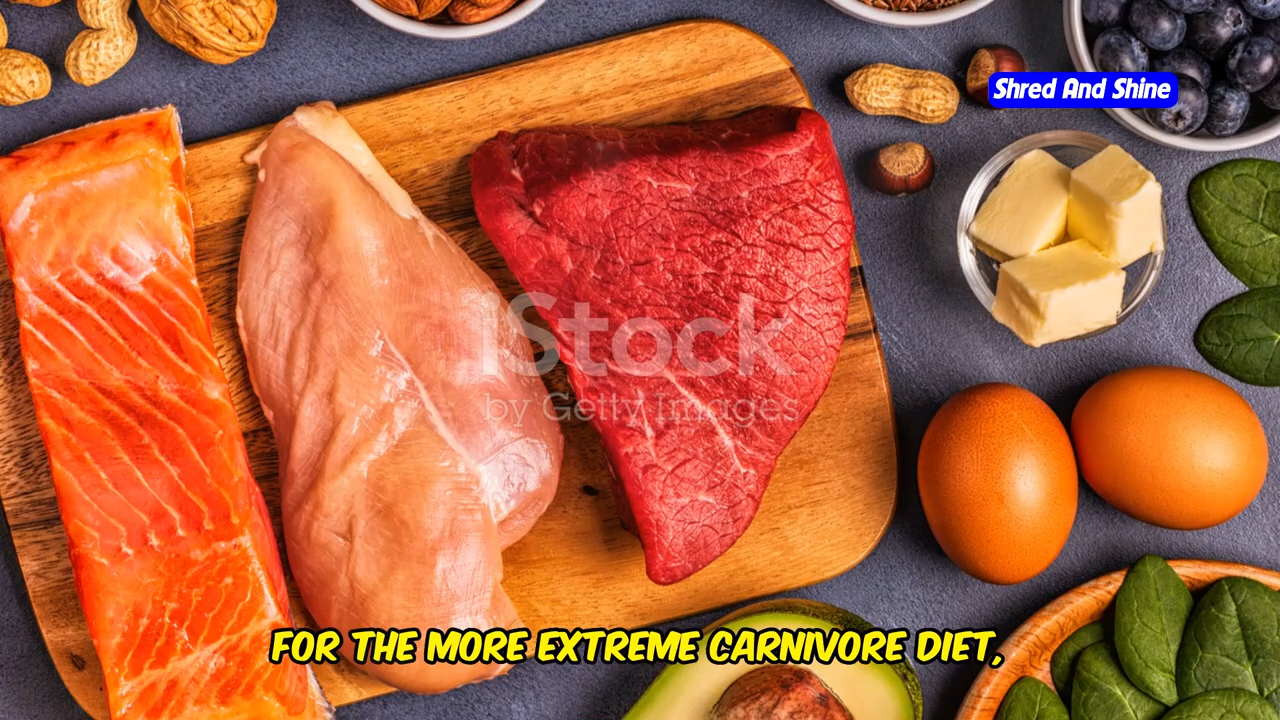 Shred And Shine
iStock
by Getty Images
FOR THE MORE EXTREME CARNIVORE DIET,